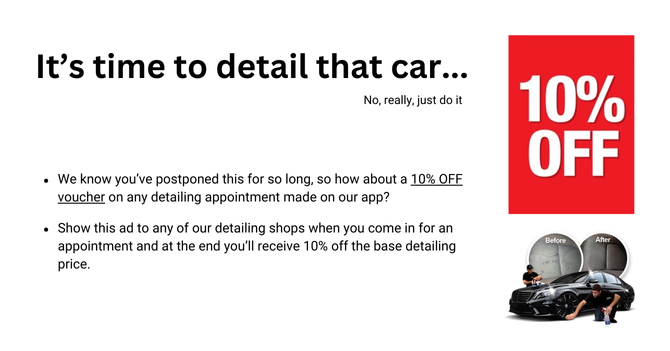 It’s time to detail that car...
No, really, just do it
• We know you’ve postponed this for so long, so how about a 10% OFF
voucher on any detailing appointment made on our app?
• Show this ad to any of our detailing shops when you come in for an
appointment and at the end you’ll receive 10% off the base detailing
price.
10%
OFF
Before
After